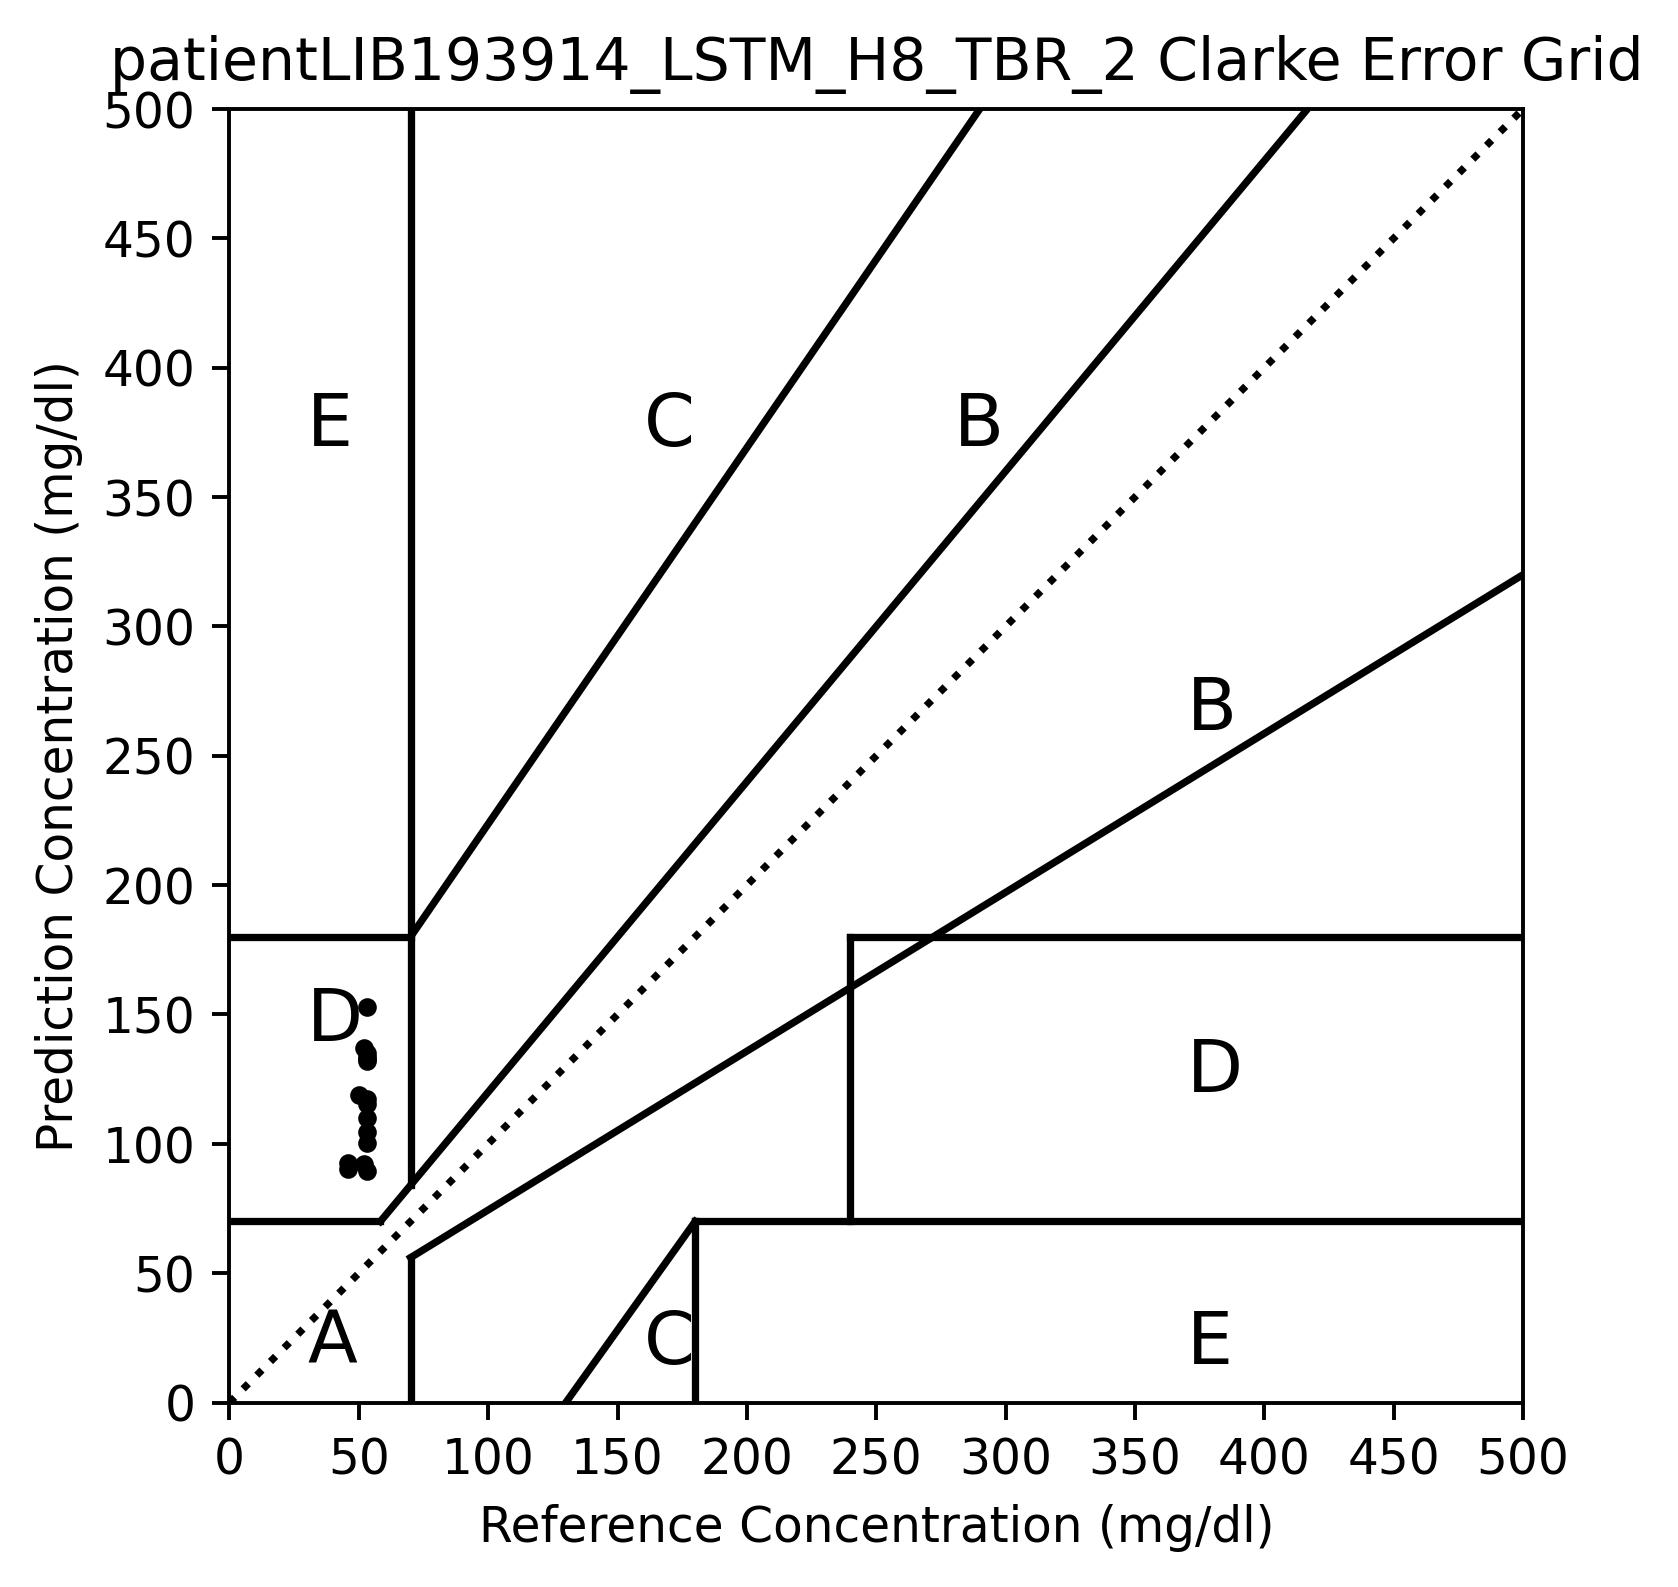 patientLIB193914_LSTM_H8_TBR_2 Clarke Error Grid
500
450
400
350
300
250
200
150
100
50
0
Prediction Concentration (mg/dl)
E
C
B
B
D
D
A
C
E
0 50 100 150 200 250 300 350 400 450 500
Reference Concentration (mg/dl)